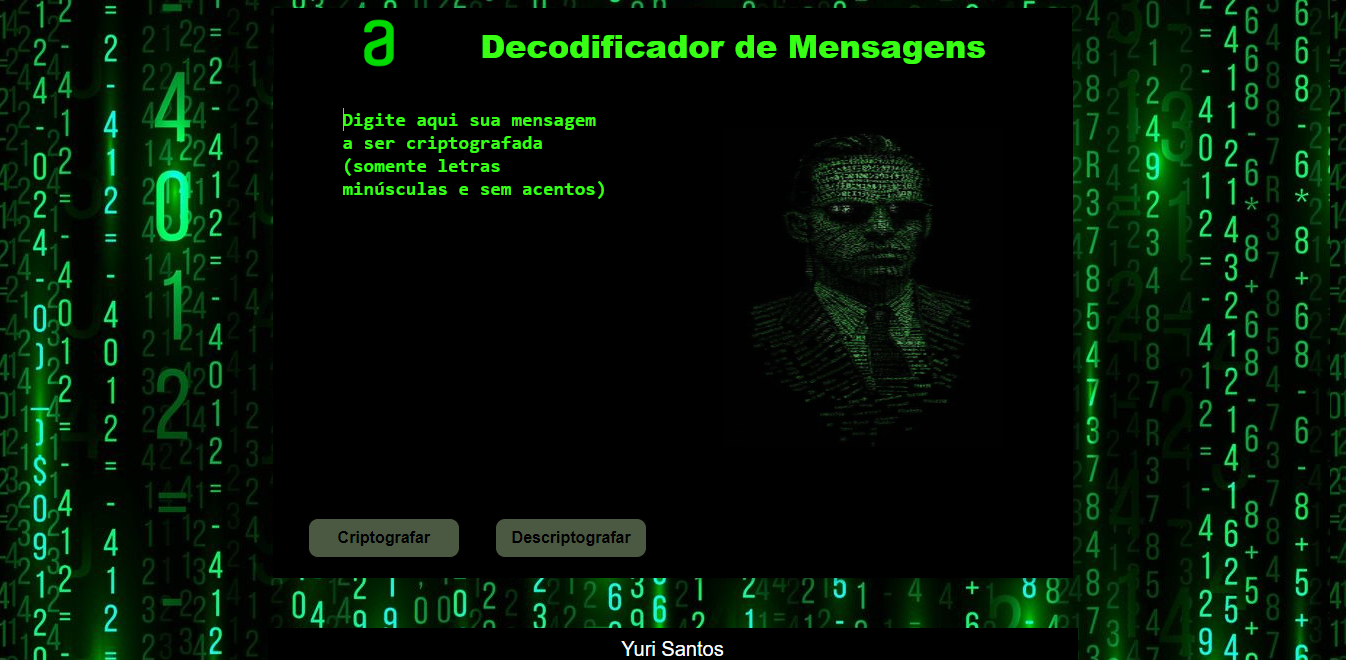 a
Decodificador de Mensagens
Digite aqui sua mensagem
a ser criptografada
(somente letras
minúsculas e sem acentos)
Criptografar
Descriptografar
Yuri Santos